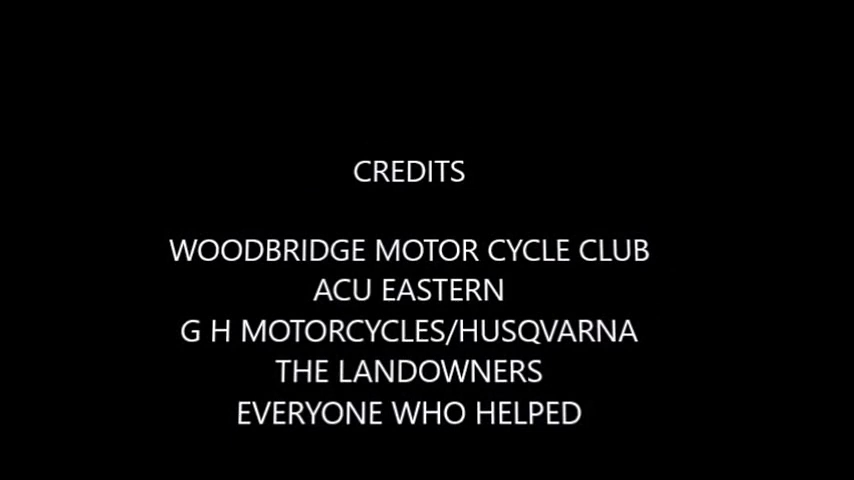 CREDITS
WOODBRIDGE MOTOR CYCLE CLUB
ACU EASTERN
G H MOTORCYCLES/HUSQVARNA
THE LANDOWNERS
EVERYONE WHO HELPED